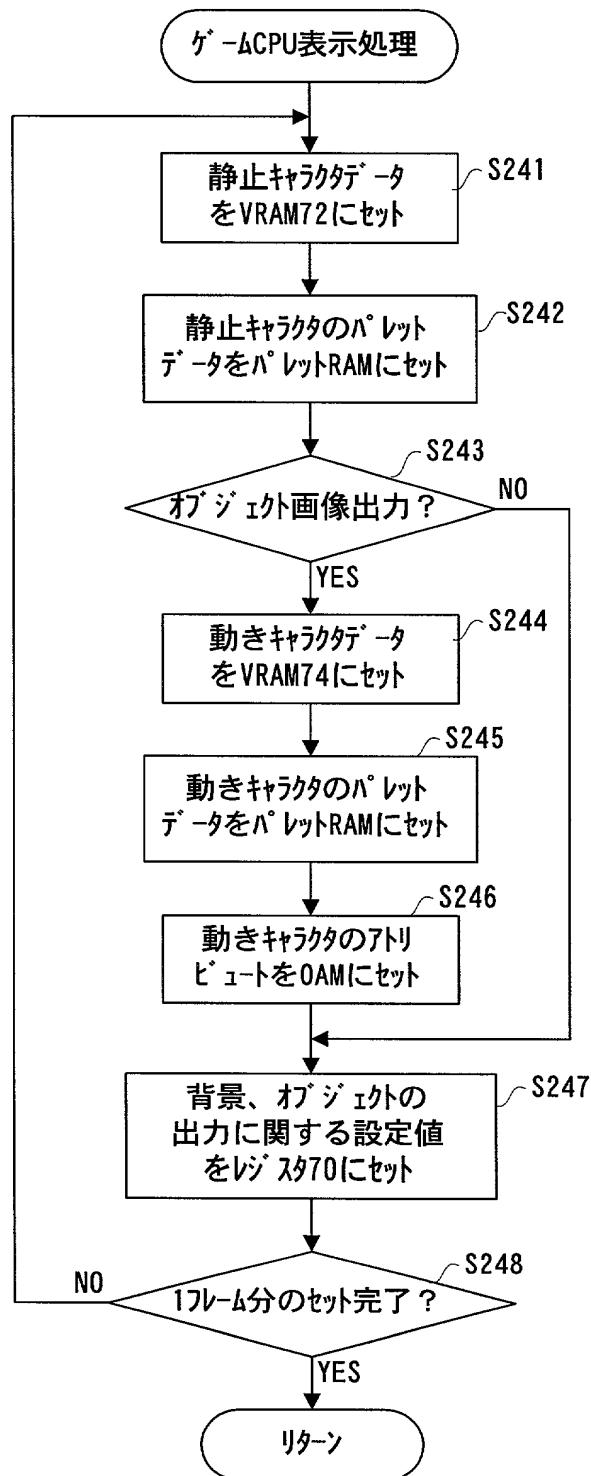 ゲームCPU表示処理
静止キャラクタデータ
をVRAM72にセット
S241
静止キャラクタのパレット
データをパレットRAMにセット
S242
S243
オブジェクト画像出力？
NO
YES
動きキャラクタデータ
をVRAM74にセット
S244
S245
動きキャラクタのパレット
データをパレットRAMにセット
S246
動きキャラクタのアトリ
ビュートをOAMにセット
背景、オブジェクトの
出力に関する設定値
をレジスタ70にセット
S247
S248
NO
1フレーム分のセット完了？
YES
リターン